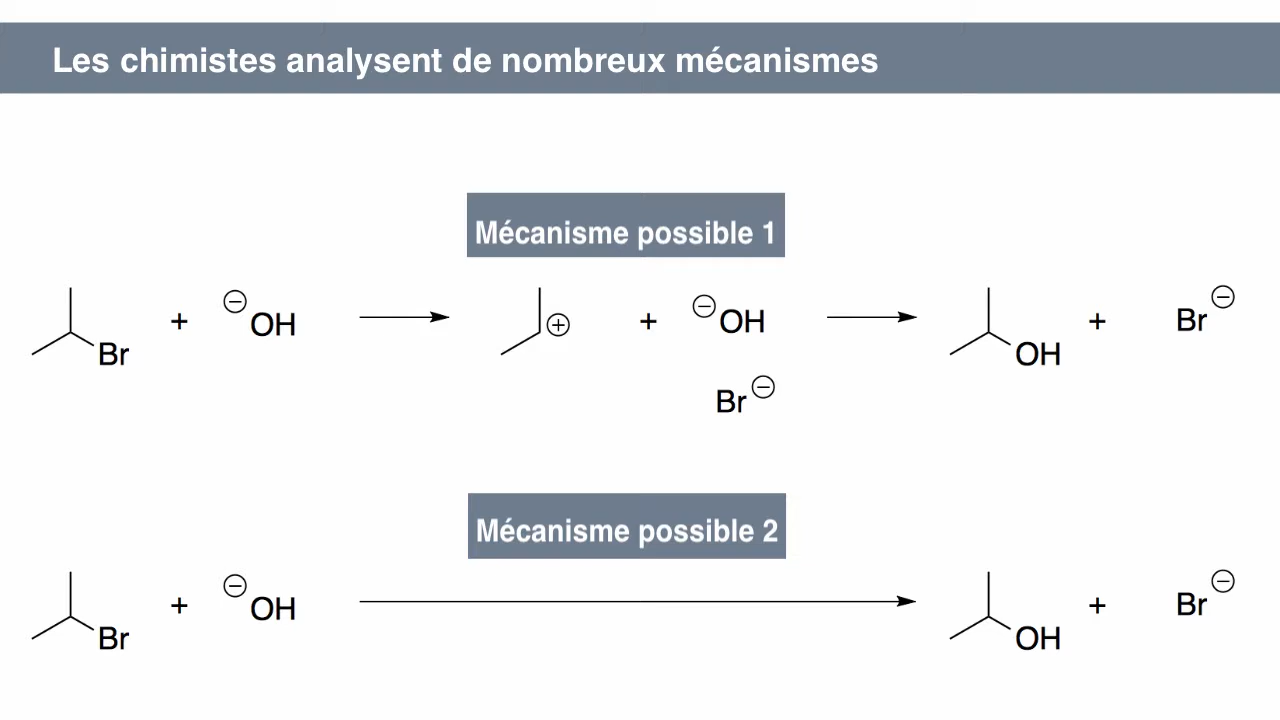 Les chimistes analysent de nombreux mécanismes
Mécanisme possible 1
Br + ⊖OH ⊕ + ⊖OH OH + Br⊖
Br⊖
Mécanisme possible 2
Br + ⊖OH OH + Br⊖